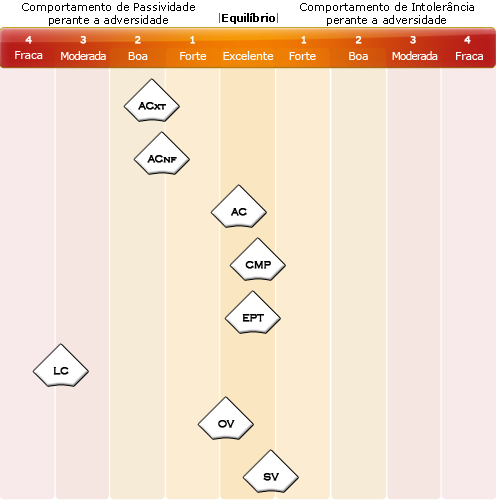 Comportamento de Passividade
perante a adversidade
|Equilíbrio|
Comportamento de Intolerância
perante a adversidade
4 3 2 1 1 2 3 4
Fraca Moderada Boa Forte Excelente Forte Boa Moderada Fraca
ACXT
ACNF
AC
CMP
EPT
LC
OV
SV